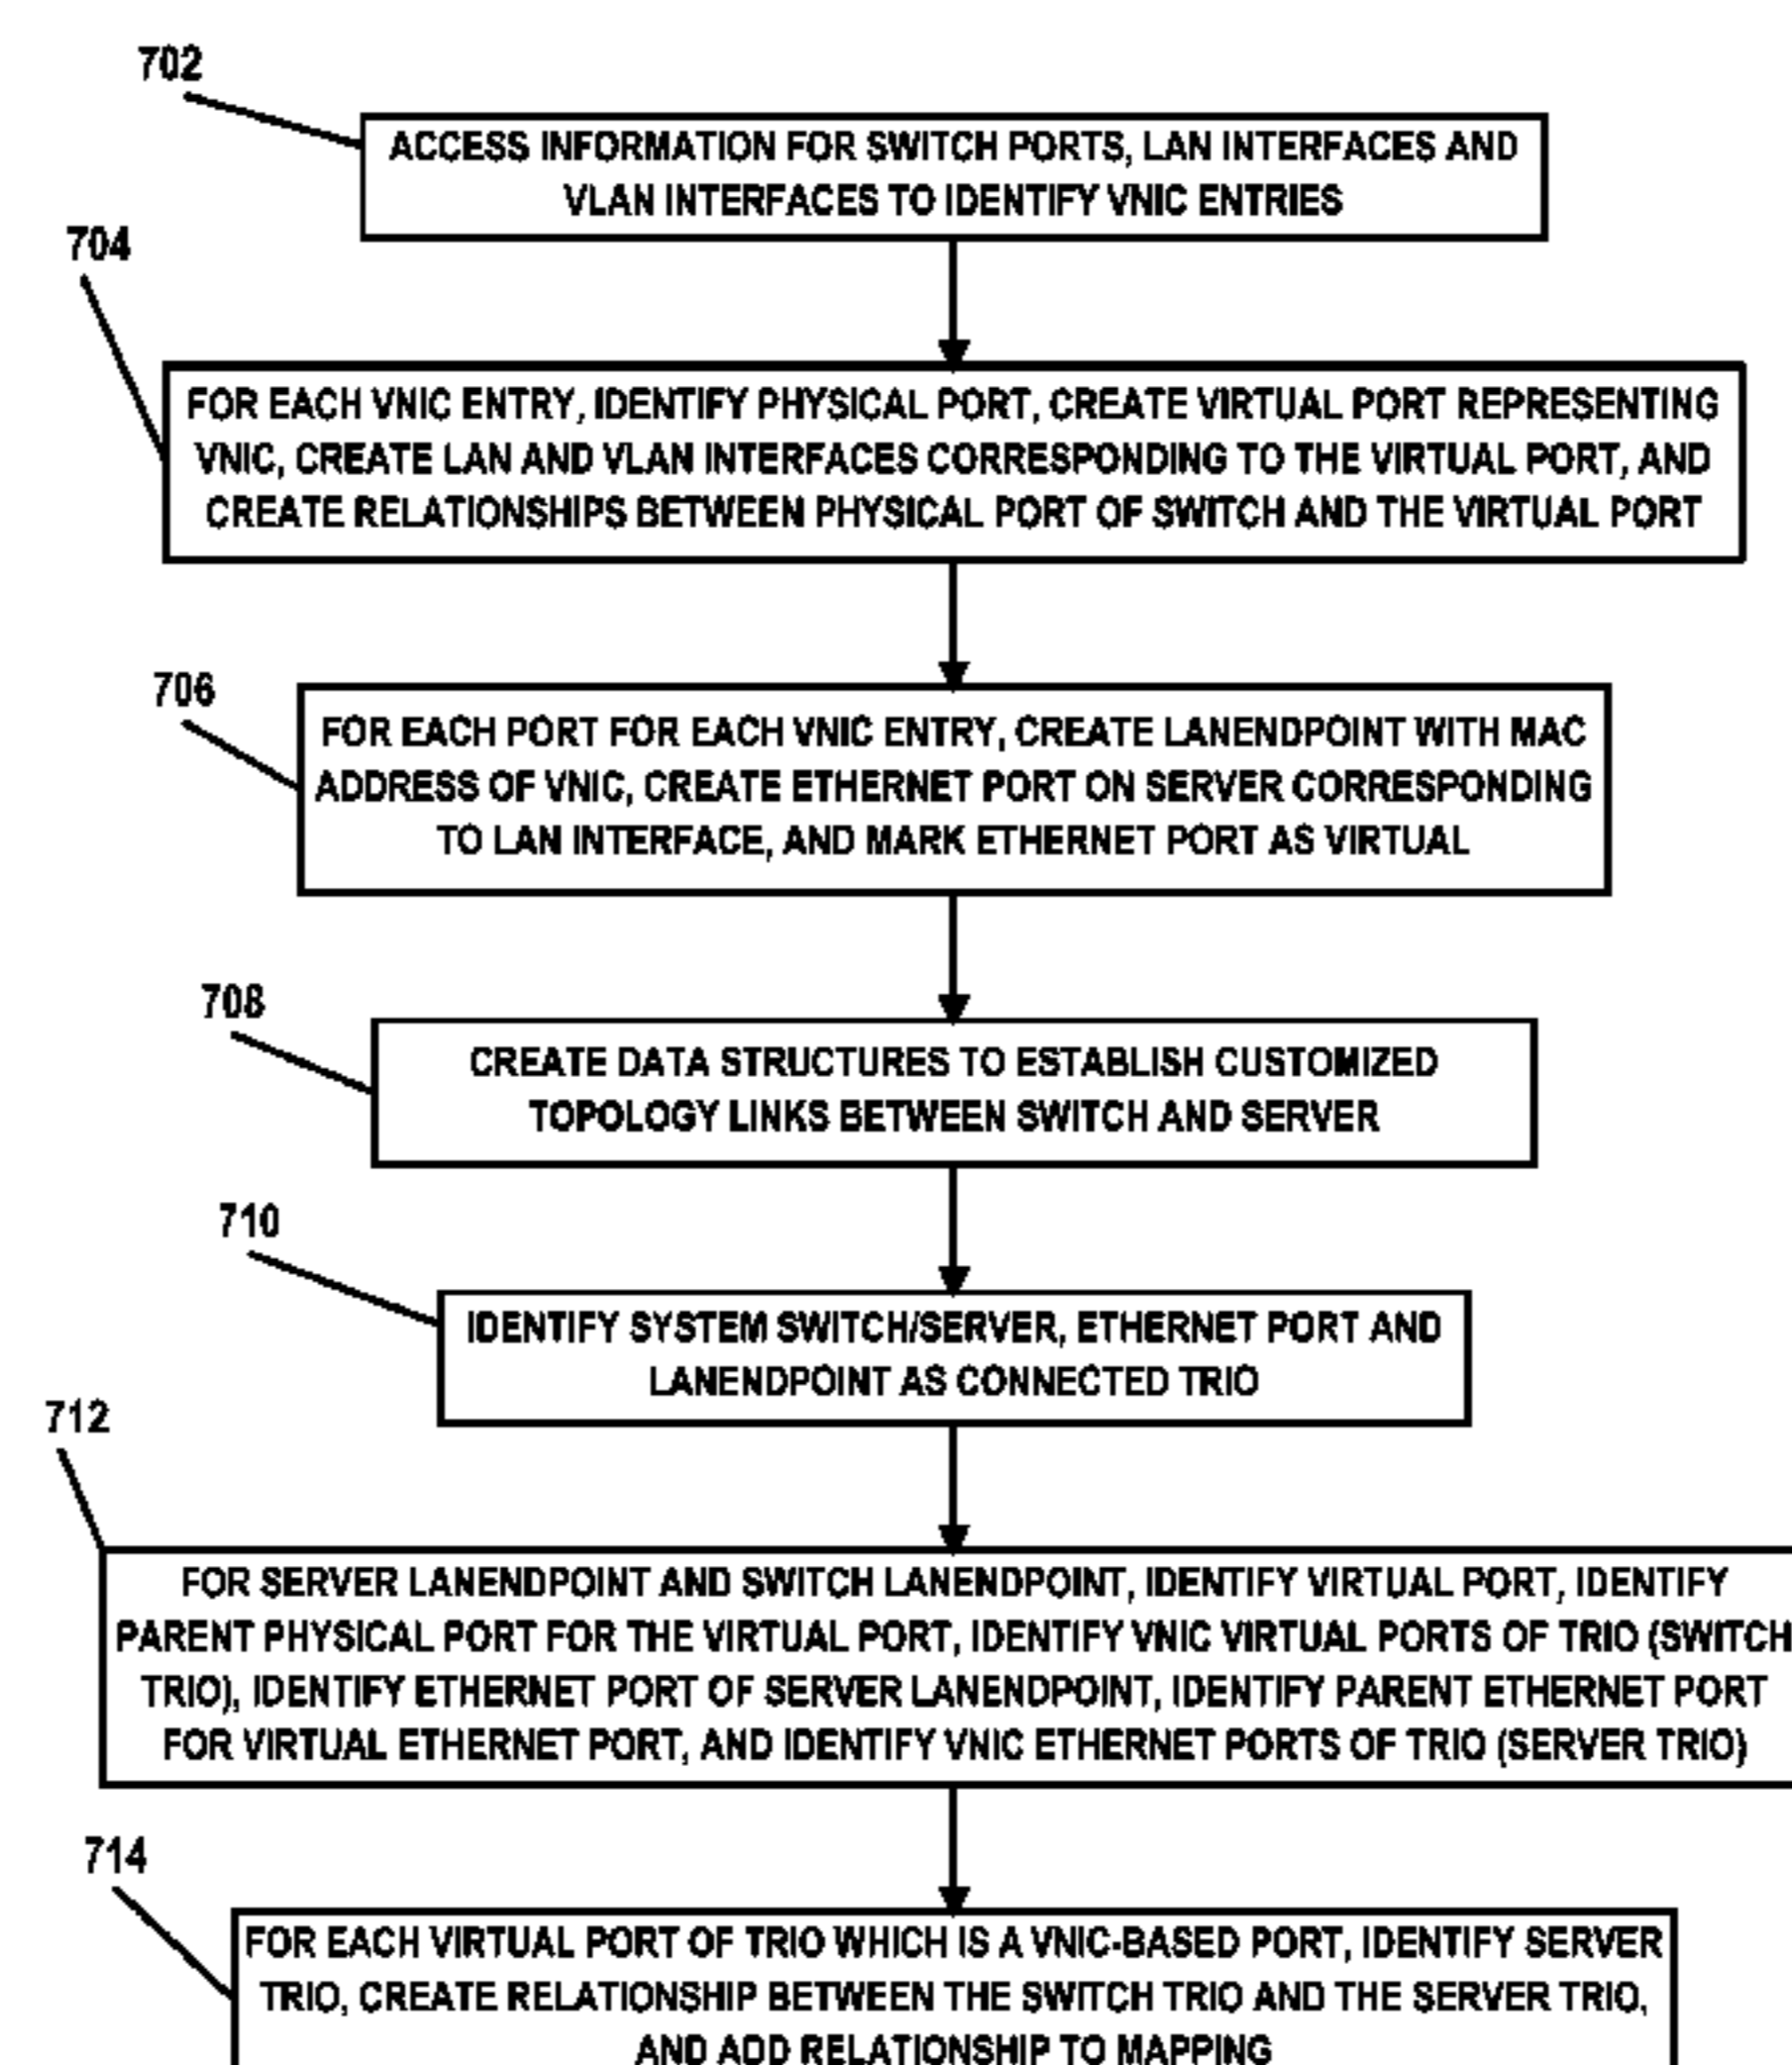 702
ACCESS INFORMATION FOR SWITCH PORTS, LAN INTERFACES AND
VLAN INTERFACES TO IDENTIFY VNIC ENTRIES
704
FOR EACH VNIC ENTRY, IDENTIFY PHYSICAL PORT, CREATE VIRTUAL PORT REPRESENTING
VNIC, CREATE LAN AND VLAN INTERFACES CORRESPONDING TO THE VIRTUAL PORT, AND
CREATE RELATIONSHIPS BETWEEN PHYSICAL PORT OF SWITCH AND THE VIRTUAL PORT
706
FOR EACH PORT FOR EACH VNIC ENTRY, CREATE LANENDPOINT WITH MAC
ADDRESS OF VNIC, CREATE ETHERNET PORT ON SERVER CORRESPONDING
TO LAN INTERFACE, AND MARK ETHERNET PORT AS VIRTUAL
708
CREATE DATA STRUCTURES TO ESTABLISH CUSTOMIZED
TOPOLOGY LINKS BETWEEN SWITCH AND SERVER
710
IDENTIFY SYSTEM SWITCH/SERVER, ETHERNET PORT AND
LANENDPOINT AS CONNECTED TRIO
712
FOR SERVER LANENDPOINT AND SWITCH LANENDPOINT, IDENTIFY VIRTUAL PORT, IDENTIFY
PARENT PHYSICAL PORT FOR THE VIRTUAL PORT, IDENTIFY VNIC VIRTUAL PORTS OF TRIO (SWITCH
TRIO), IDENTIFY ETHERNET PORT OF SERVER LANENDPOINT, IDENTIFY PARENT ETHERNET PORT
FOR VIRTUAL ETHERNET PORT, AND IDENTIFY VNIC ETHERNET PORTS OF TRIO (SERVER TRIO)
714
FOR EACH VIRTUAL PORT OF TRIO WHICH IS A VNIC-BASED PORT, IDENTIFY SERVER
TRIO, CREATE RELATIONSHIP BETWEEN THE SWITCH TRIO AND THE SERVER TRIO,
AND ADD RELATIONSHIP TO MAPPING